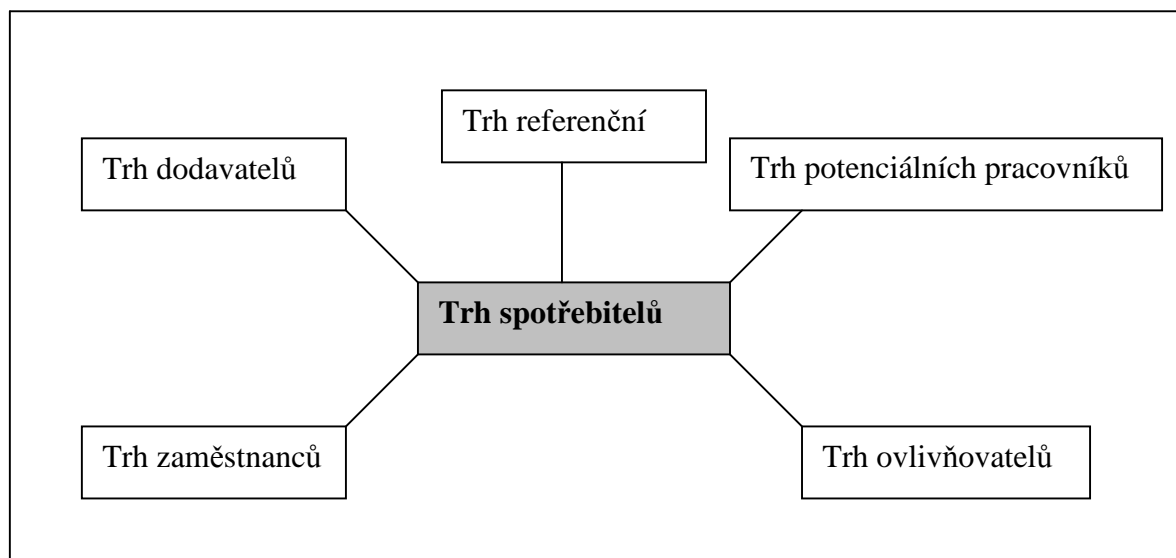 Trh referenční
Trh dodavatelů
Trh potenciálních pracovníků
Trh spotřebitelů
Trh zaměstnanců
Trh ovlivňovatelů